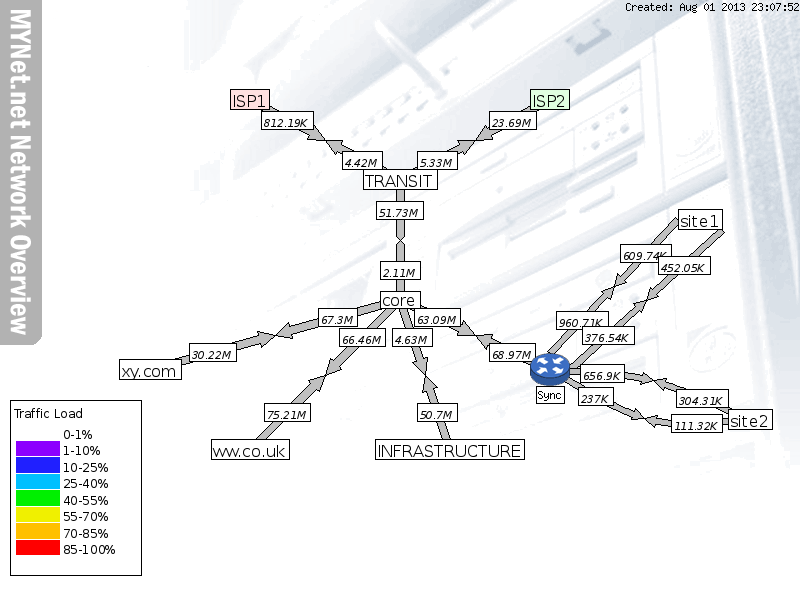 Created: Aug 01 2013 23:07:52
MYNet.net Network Overview
ISP1
ISP2
812.19K
23.69M
4.42M
5.33M
TRANSIT
51.73M
site1
609.74K
452.05K
2.11M
core
67.3M
63.09M
960.71K
66.46M
4.63M
376.54K
30.22M
68.97M
xy.com
656.9K
Sync
237K
304.31K
75.21M
50.7M
111.32K
site2
ww.co.uk
INFRASTRUCTURE
Traffic Load
0-1%
1-10%
10-25%
25-40%
40-55%
55-70%
70-85%
85-100%